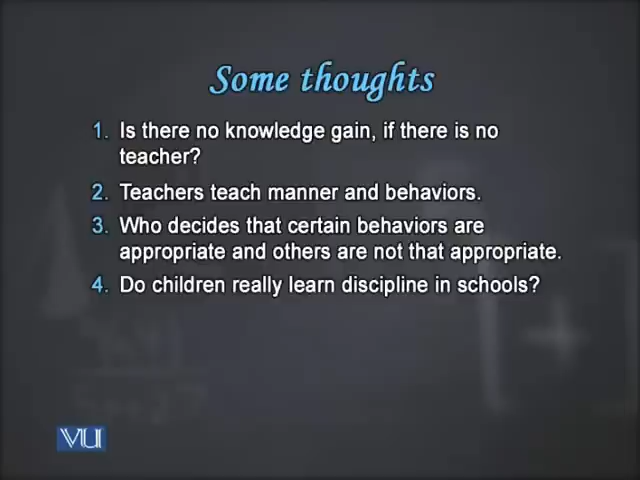 Some thoughts
1. Is there no knowledge gain, if there is no
teacher?
2. Teachers teach manner and behaviors.
3. Who decides that certain behaviors are
appropriate and others are not that appropriate.
4. Do children really learn discipline in schools?
VU